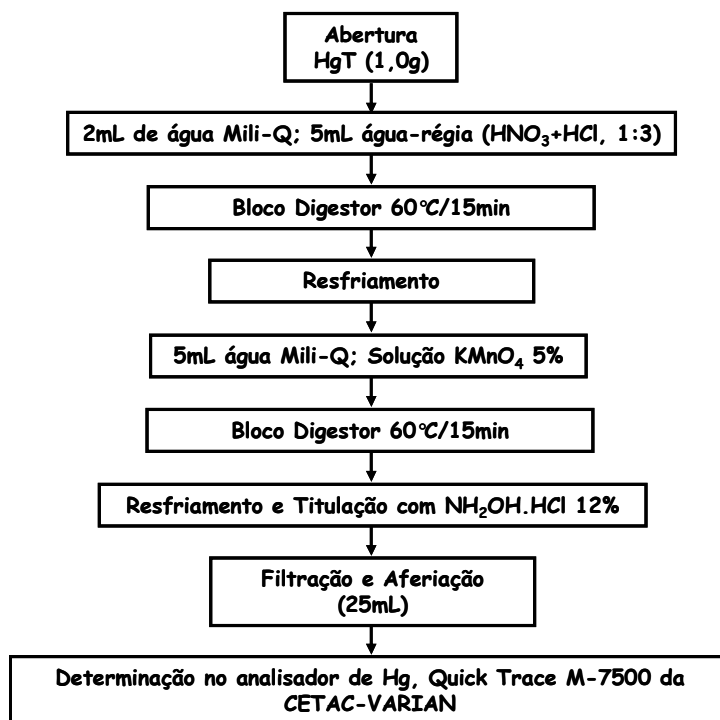 Abertura
HgT (1,0g)
2mL de água Mili-Q; 5mL água-régia (HNO₃+HCl, 1:3)
Bloco Digestor 60°C/15min
Resfriamento
5mL água Mili-Q; Solução KMnO₄ 5%
Bloco Digestor 60°C/15min
Resfriamento e Titulação com NH₂OH.HCl 12%
Filtração e Aferiação
(25mL)
Determinação no analisador de Hg, Quick Trace M-7500 da
CETAC-VARIAN